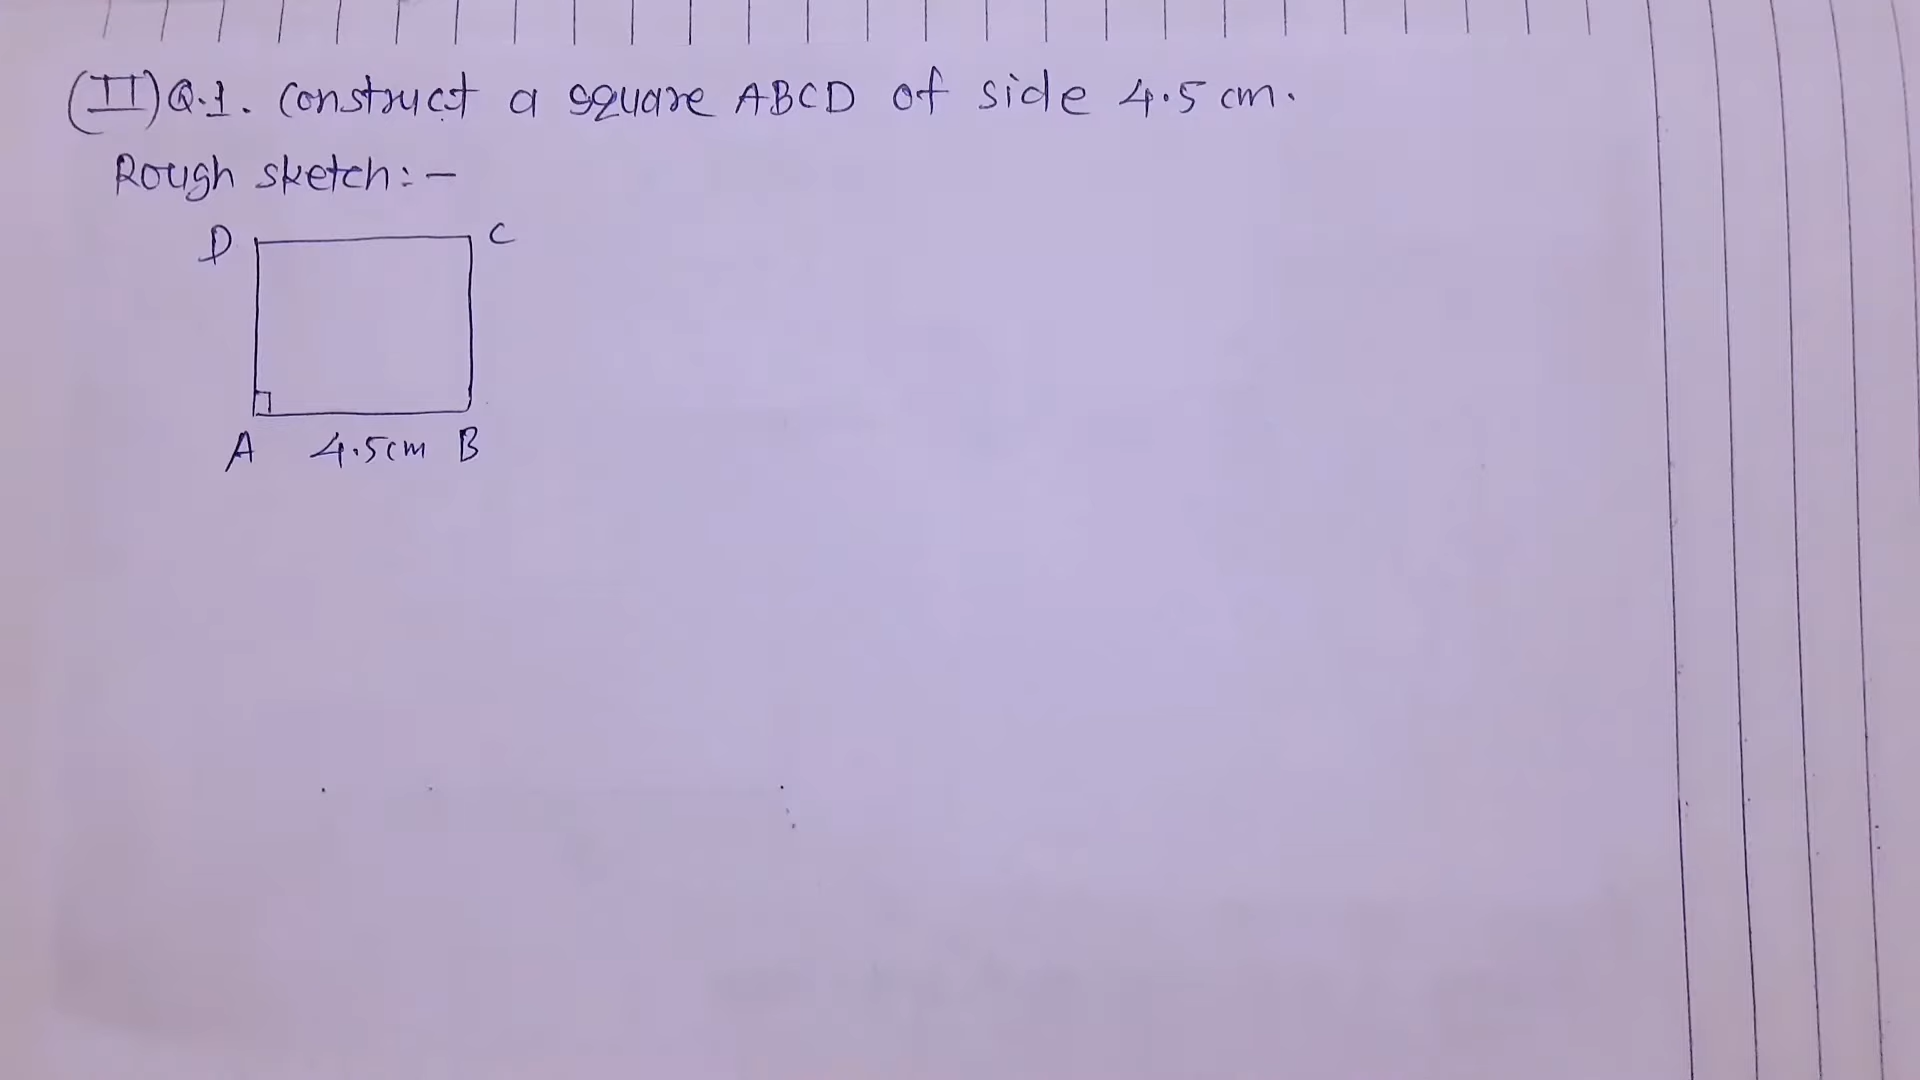 (II) Q.1. Construct a square ABCD of side 4.5 cm.
Rough sketch:-
D C
A 4.5cm B